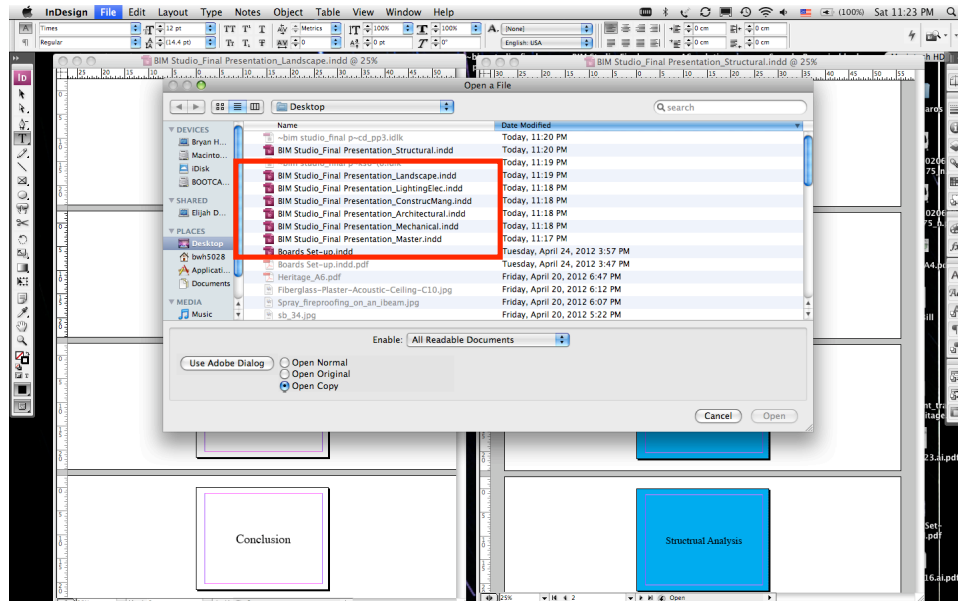 InDesign File Edit Layout Type Notes Object Table View Window Help (100%) Sat 11:23 PM
Times 12 pt Metrics 100% 100% A. [None] 0 cm 0 cm
Regular (14.4 pt) 0 0 pt 0° English: USA 0 cm 0 cm
BIM Studio_Final Presentation_Landscape.indd @ 25%
BIM Studio_Final Presentation_Structural.indd @ 25%
Open a File
Desktop
search
Name Date Modified
DEVICES
Bryan H...
Macinto...
iDisk
BOOTCA...
SHARED
Elijah D...
PLACES
Desktop
bwh5028
Applicati...
Documents
MEDIA
Music
~bim studio_final p~cd_pp3.idlk Today, 11:20 PM
BIM Studio_Final Presentation_Structural.indd Today, 11:20 PM
Today, 11:19 PM
BIM Studio_Final Presentation_Landscape.indd Today, 11:19 PM
BIM Studio_Final Presentation_LightingElec.indd Today, 11:18 PM
BIM Studio_Final Presentation_ConstrucMang.indd Today, 11:18 PM
BIM Studio_Final Presentation_Architectural.indd Today, 11:18 PM
BIM Studio_Final Presentation_Mechanical.indd Today, 11:18 PM
BIM Studio_Final Presentation_Master.indd Today, 11:17 PM
Boards Set-up.indd Tuesday, April 24, 2012 3:57 PM
Boards Set-up.indd.pdf Tuesday, April 24, 2012 3:47 PM
Heritage_A6.pdf Friday, April 20, 2012 6:47 PM
Fiberglass-Plaster-Acoustic-Ceiling-C10.jpg Friday, April 20, 2012 6:12 PM
Spray_fireproofing_on_an_ibeam.jpg Friday, April 20, 2012 6:07 PM
sb_34.jpg Friday, April 20, 2012 5:22 PM
Enable: All Readable Documents
Use Adobe Dialog
Open Normal
Open Original
Open Copy
Cancel Open
Conclusion
Structrual Analysis
25% 2 Open